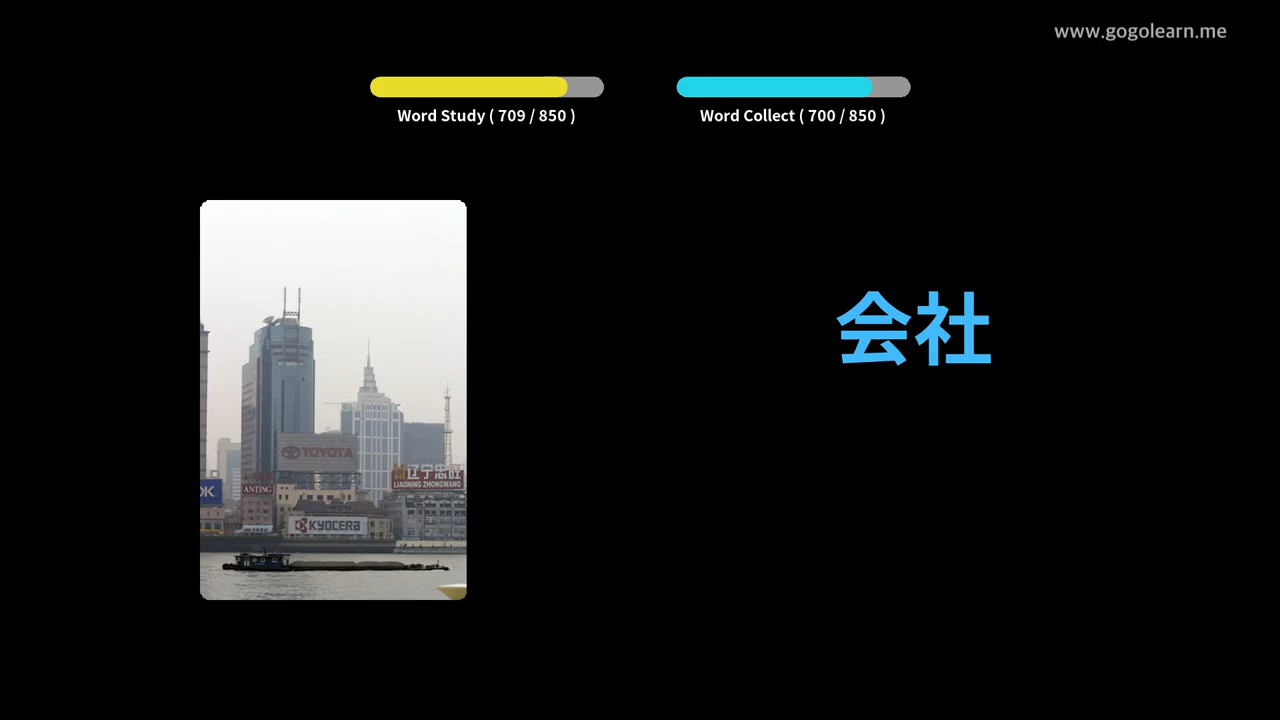 www.gogolearn.me
Word Study ( 709 / 850 )
Word Collect ( 700 / 850 )
会社
TOYOTA
辽宁忠旺
LIAONING ZHONGWANG
OK
ANTING
KYOCERA